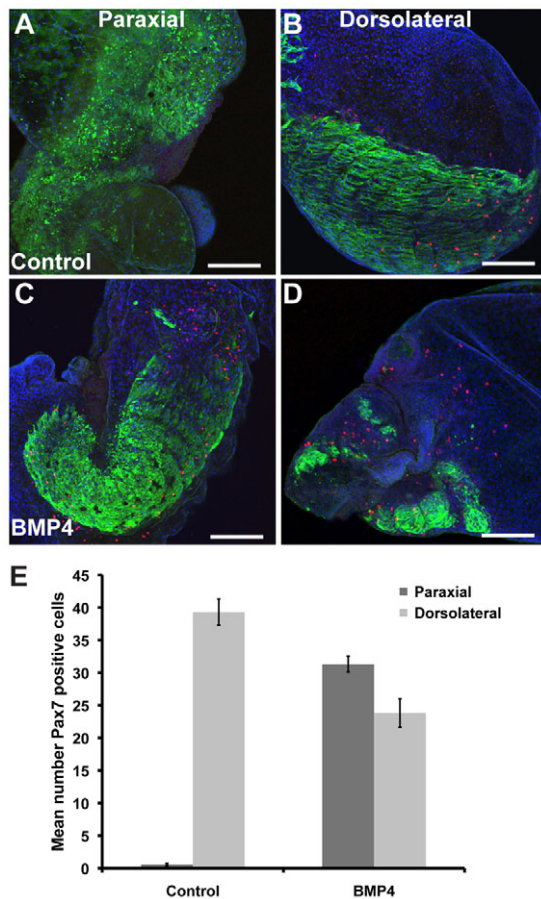 A
Paraxial
B
Dorsolateral
Control
C
D
BMP4
E
Mean number Pax7 positive cells
45
40
35
30
25
20
15
10
5
0
Paraxial
Dorsolateral
Control
BMP4